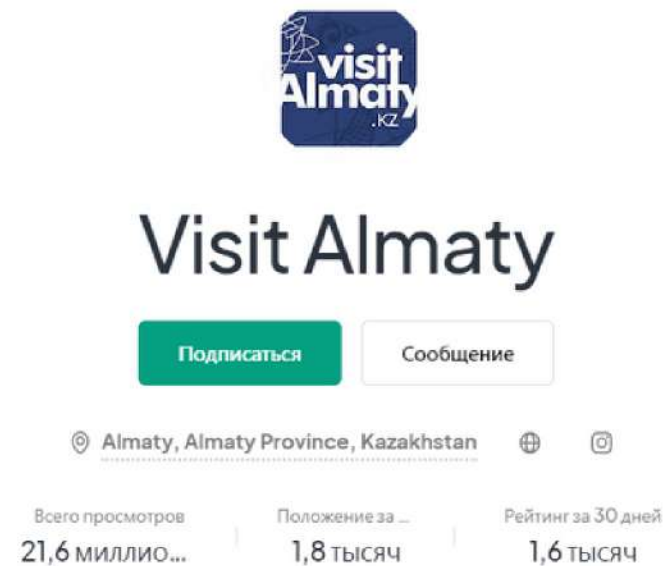 visit
Almaty
.KZ
Visit Almaty
Подписаться
Сообщение
Almaty, Almaty Province, Kazakhstan
Всего просмотров
Положение за ...
Рейтинг за 30 дней
21,6 миллио...
1,8 тысяч
1,6 тысяч